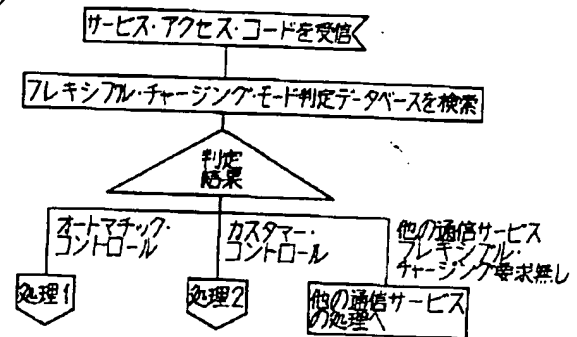 サービス・アクセス・コードを受信
フレキシブル・チャージング・モード判定データベースを検索
判定
結果
オートマチック・
コントロール
カスタマー・
コントロール
他の通信サービス
フレキシブル・
チャージング要求無し
処理1
処理2
他の通信サービス
の処理へ